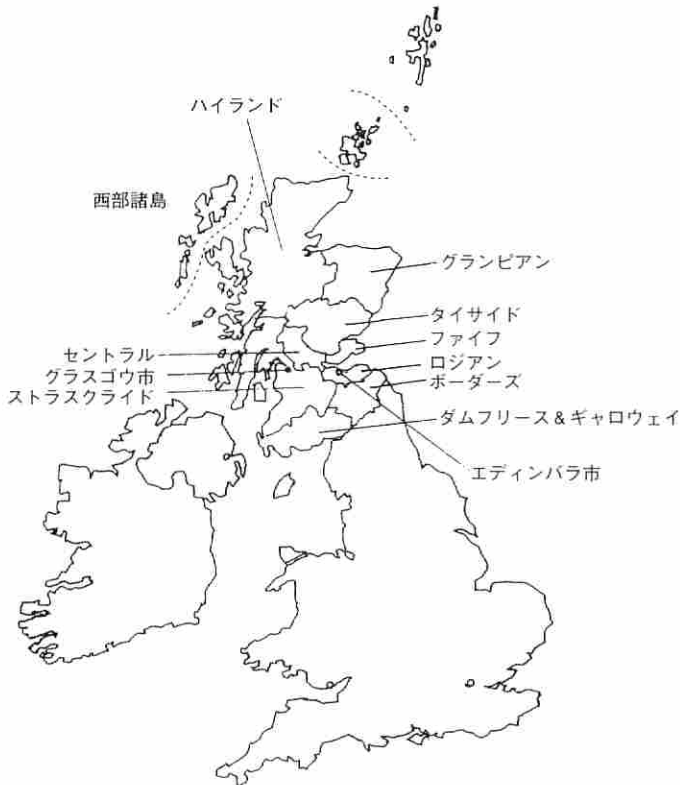 ハイランド
西部諸島
グランピアン
タイサイド
ファイフ
セントラル
ロジアン
グラスゴウ市
ボーダーズ
ストラスクライド
ダムフリース＆ギャロウェイ
エディンバラ市